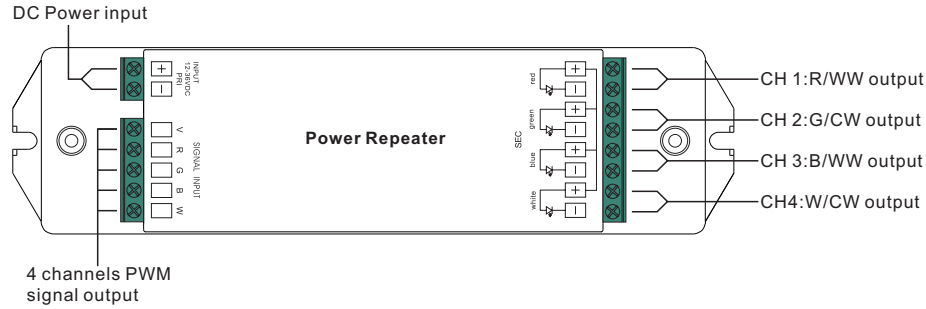 DC Power input
INPUT
12-36VDC
PRI
+
−
V
R
G
B
W
SIGNAL INPUT
4 channels PWM
signal output
Power Repeater
SEC
red
+
−
green
+
−
blue
+
−
white
+
−
CH 1:R/WW output
CH 2:G/CW output
CH 3:B/WW output
CH4:W/CW output